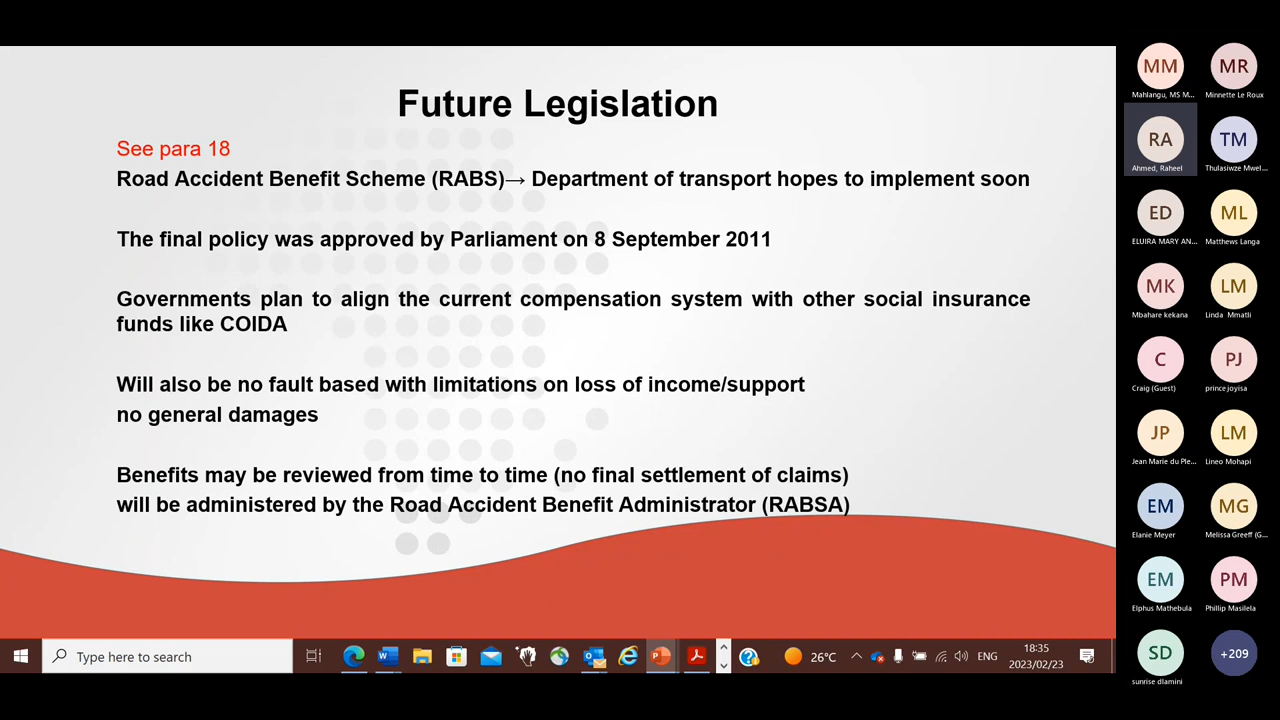 Future Legislation
See para 18
Road Accident Benefit Scheme (RABS)→ Department of transport hopes to implement soon
The final policy was approved by Parliament on 8 September 2011
Governments plan to align the current compensation system with other social insurance
funds like COIDA
Will also be no fault based with limitations on loss of income/support
no general damages
Benefits may be reviewed from time to time (no final settlement of claims)
will be administered by the Road Accident Benefit Administrator (RABSA)
MM
Mahlangu, MS M...
MR
Minnette Le Roux
RA
Ahmed, Raheel
TM
Thulasiwze Mwel...
ED
ELUIRA MARY AN...
ML
Matthews Langa
MK
Mbahare kekana
LM
Linda Mmatli
C
Craig (Guest)
PJ
prince joyisa
JP
Jean Marie du Ple...
LM
Lineo Mohapi
EM
Elanie Meyer
MG
Melissa Greeff (G...
EM
Elphus Mathebula
PM
Phillip Masilela
SD
sunrise dlamini
+209
Type here to search
26°C
ENG
18:35
2023/02/23